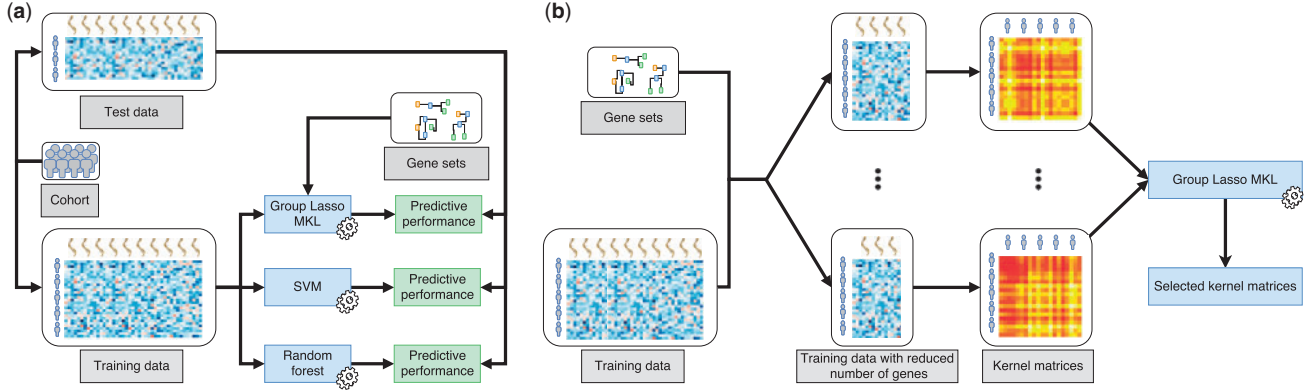 (a)
Test data
Cohort
Gene sets
Group Lasso
MKL
Predictive
performance
SVM
Predictive
performance
Random
forest
Predictive
performance
Training data
(b)
Gene sets
Training data
Training data with reduced
number of genes
Kernel matrices
Group Lasso MKL
Selected kernel matrices